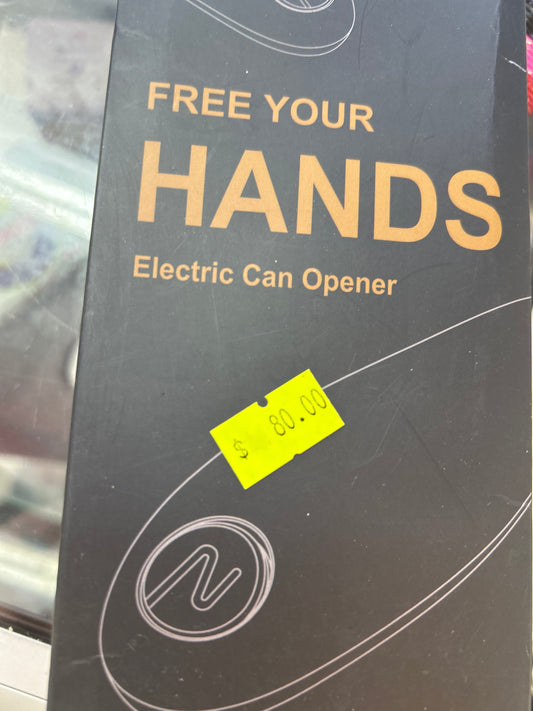 FREE YOUR
HANDS
Electric Can Opener
$ 80.00